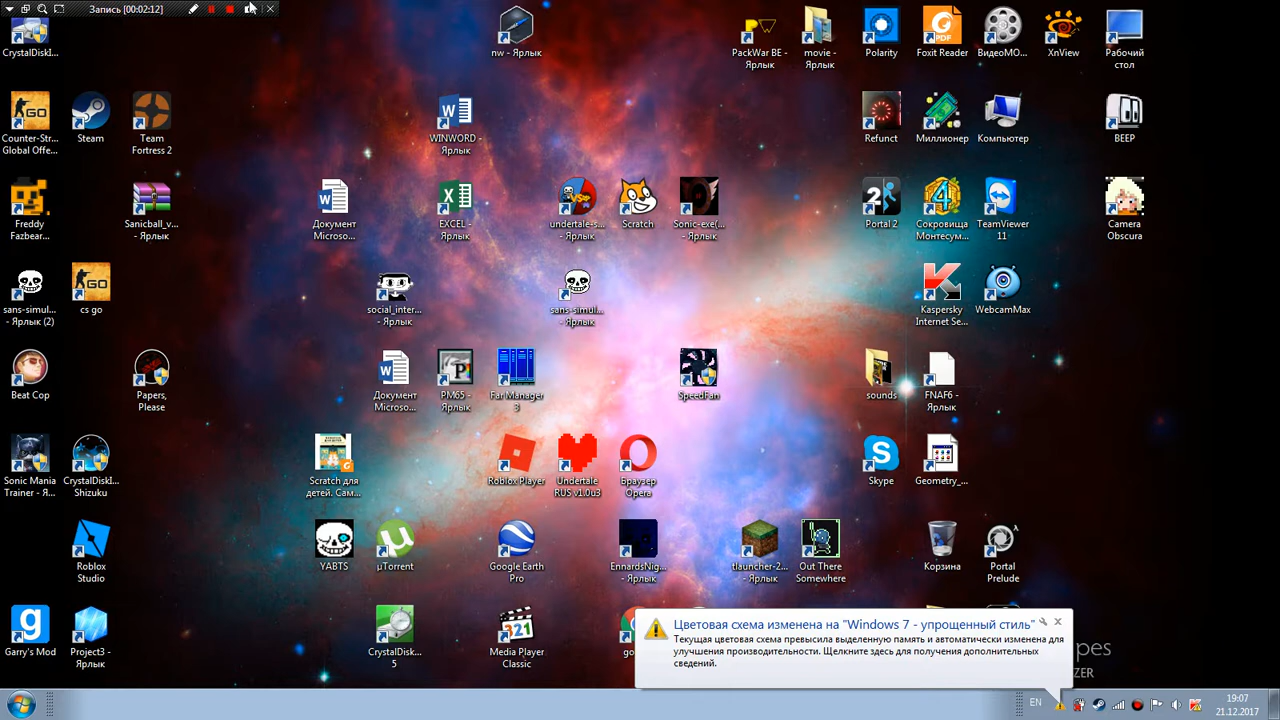 Запись [00:02:12]
CrystalDiskI...
nw - Ярлык
PackWar BE -
Ярлык
movie -
Ярлык
Polarity
Foxit Reader
ВидеоМО...
XnView
Рабочий
стол
Counter-Str...
Global Offe...
Steam
Team
Fortress 2
WINWORD -
Ярлык
Refunct
Миллионер
Компьютер
BEEP
Freddy
Fazbear...
Sanicball_v...
- Ярлык
Документ
Microso...
EXCEL -
Ярлык
undertale-s...
- Ярлык
Scratch
Sonic-exe(...
- Ярлык
Portal 2
Сокровища
Монтесум...
TeamViewer
11
Camera
Obscura
sans-simul...
- Ярлык (2)
cs go
social_inter...
- Ярлык
sans-simul...
- Ярлык
Kaspersky
Internet Se...
WebcamMax
Beat Cop
Papers,
Please
Документ
Microso...
PM65 -
Ярлык
Far Manager
3
SpeedFan
sounds
FNAF6 -
Ярлык
Sonic Mania
Trainer - Я...
CrystalDiskI...
Shizuku
Scratch для
детей. Сам...
Roblox Player
Undertale
RUS v1.0u3
Браузер
Opera
Skype
Geometry_...
Roblox
Studio
YABTS
µTorrent
Google Earth
Pro
EnnardsNig...
- Ярлык
tlauncher-2...
- Ярлык
Out There
Somewhere
Корзина
Portal
Prelude
Garry's Mod
Project3 -
Ярлык
CrystalDisk...
5
Media Player
Classic
Цветовая схема изменена на "Windows 7 - упрощенный стиль"
Текущая цветовая схема превысила выделенную память и автоматически изменена для
улучшения производительности. Щелкните здесь для получения дополнительных
сведений.
EN
19:07
21.12.2017